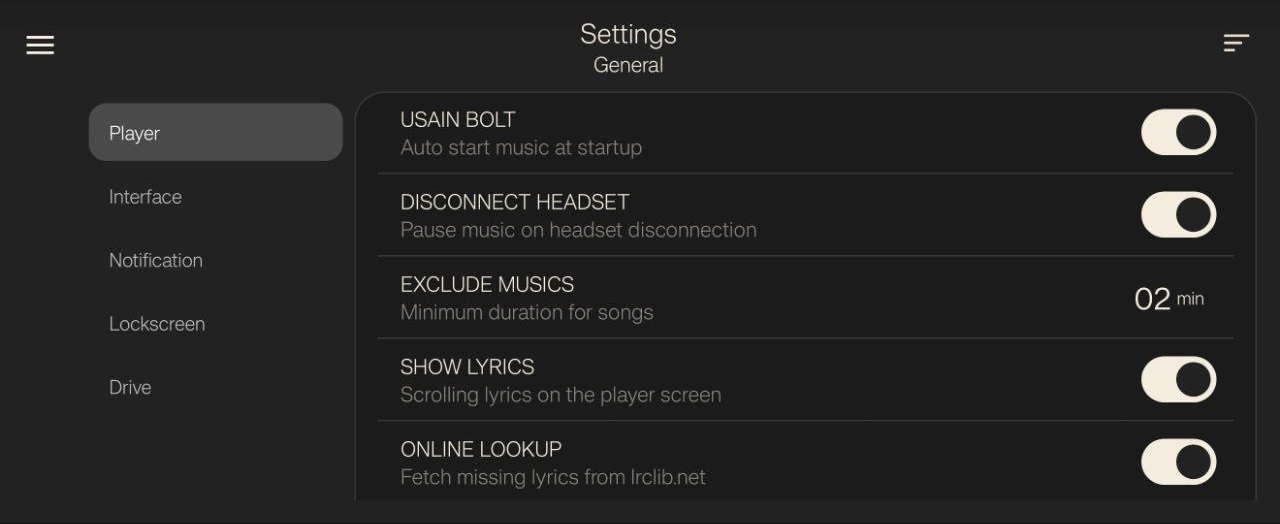 Settings
General
Player
Interface
Notification
Lockscreen
Drive
USAIN BOLT
Auto start music at startup
DISCONNECT HEADSET
Pause music on headset disconnection
EXCLUDE MUSICS
Minimum duration for songs
02 min
SHOW LYRICS
Scrolling lyrics on the player screen
ONLINE LOOKUP
Fetch missing lyrics from lrclib.net